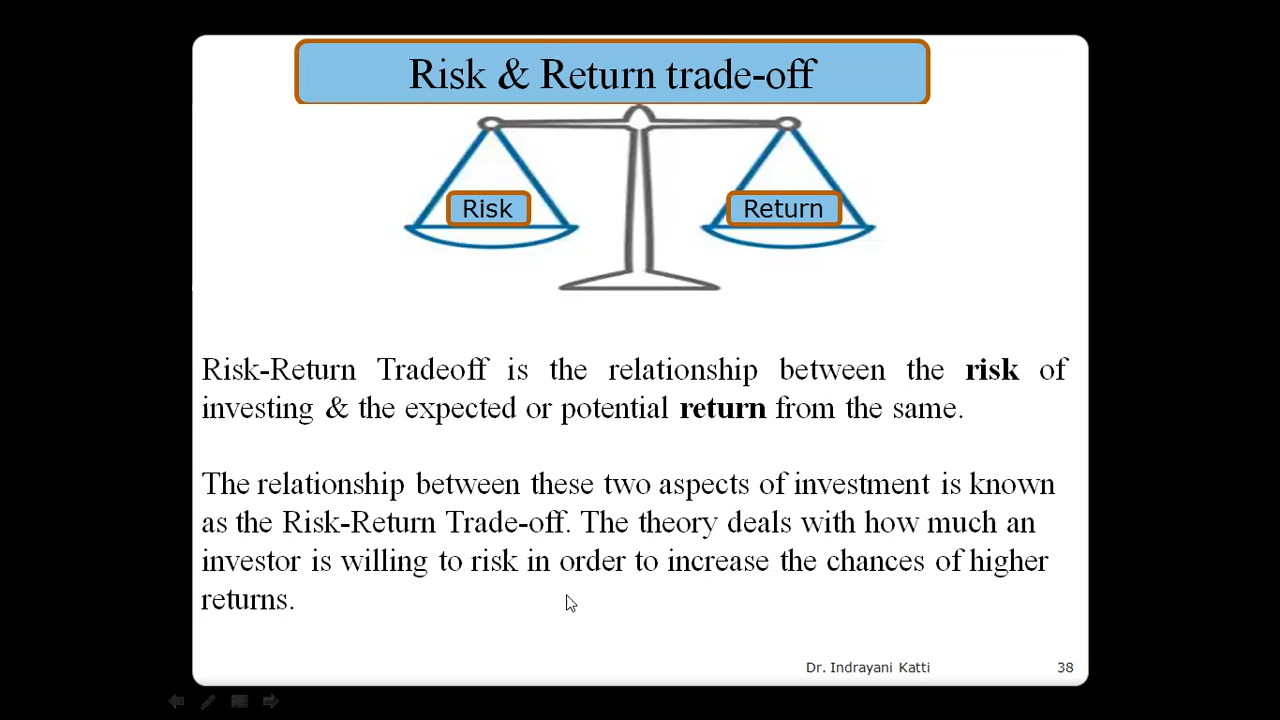 Risk & Return trade-off
Risk
Return
Risk-Return Tradeoff is the relationship between the risk of
investing & the expected or potential return from the same.
The relationship between these two aspects of investment is known
as the Risk-Return Trade-off. The theory deals with how much an
investor is willing to risk in order to increase the chances of higher
returns.
Dr. Indrayani Katti
38